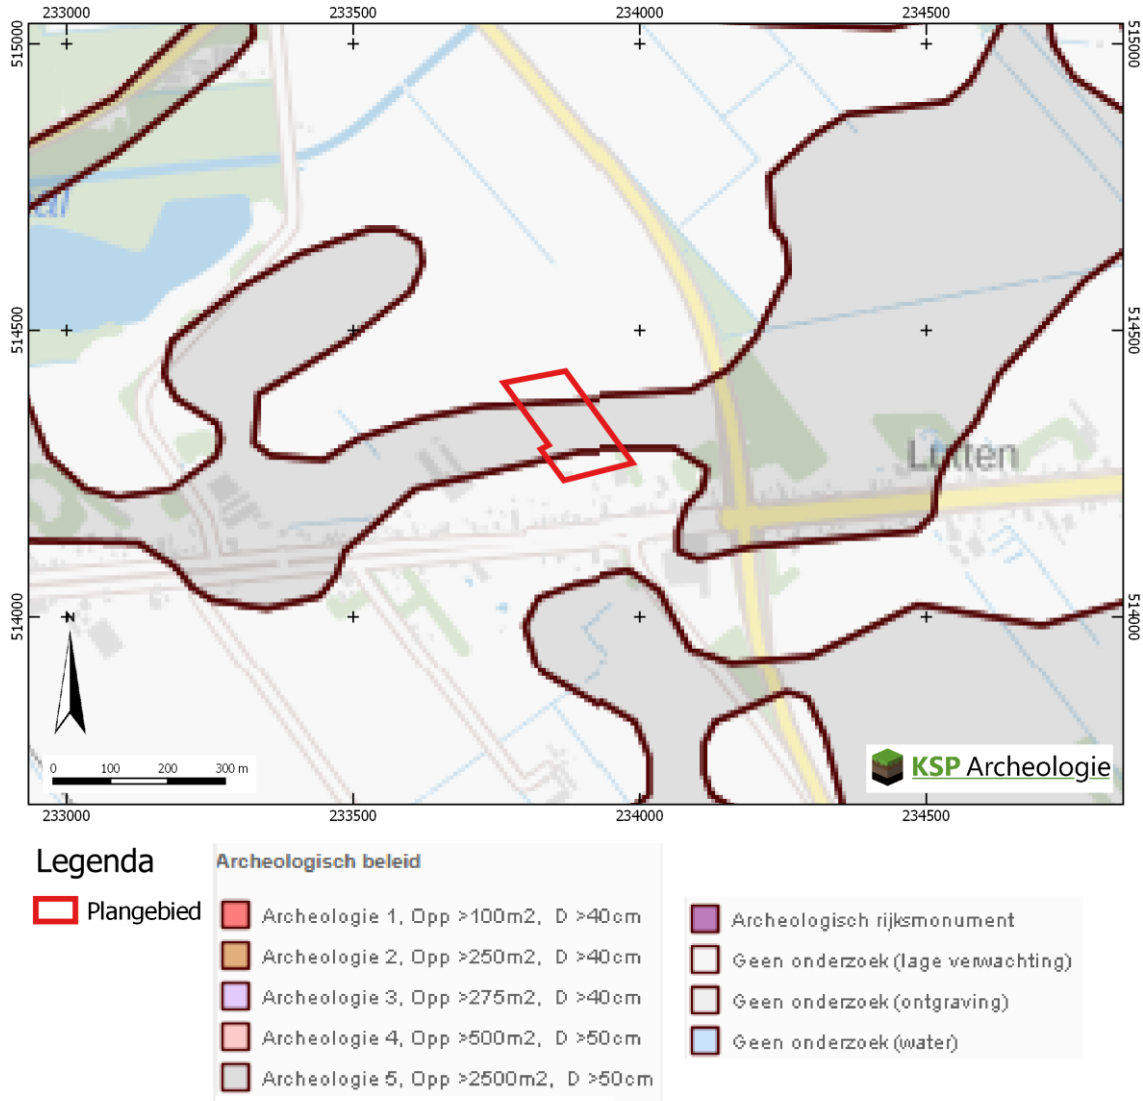 233000 233500 234000 234500
515000 515000
514500 514500
Lutten
514000 514000
N
0 100 200 300 m
KSP Archeologie
233000 233500 234000 234500
Legenda
Plangebied
Archeologisch beleid
Archeologie 1, Opp >100m2, D >40cm
Archeologie 2, Opp >250m2, D >40cm
Archeologie 3, Opp >275m2, D >40cm
Archeologie 4, Opp >500m2, D >50cm
Archeologie 5, Opp >2500m2, D >50cm
Archeologisch rijksmonument
Geen onderzoek (lage verwachting)
Geen onderzoek (ontgraving)
Geen onderzoek (water)